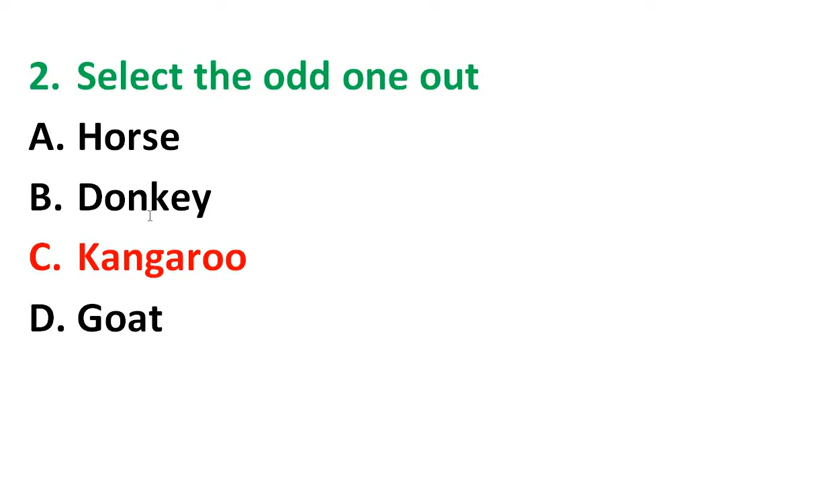 2. Select the odd one out
A. Horse
B. Donkey
C. Kangaroo
D. Goat